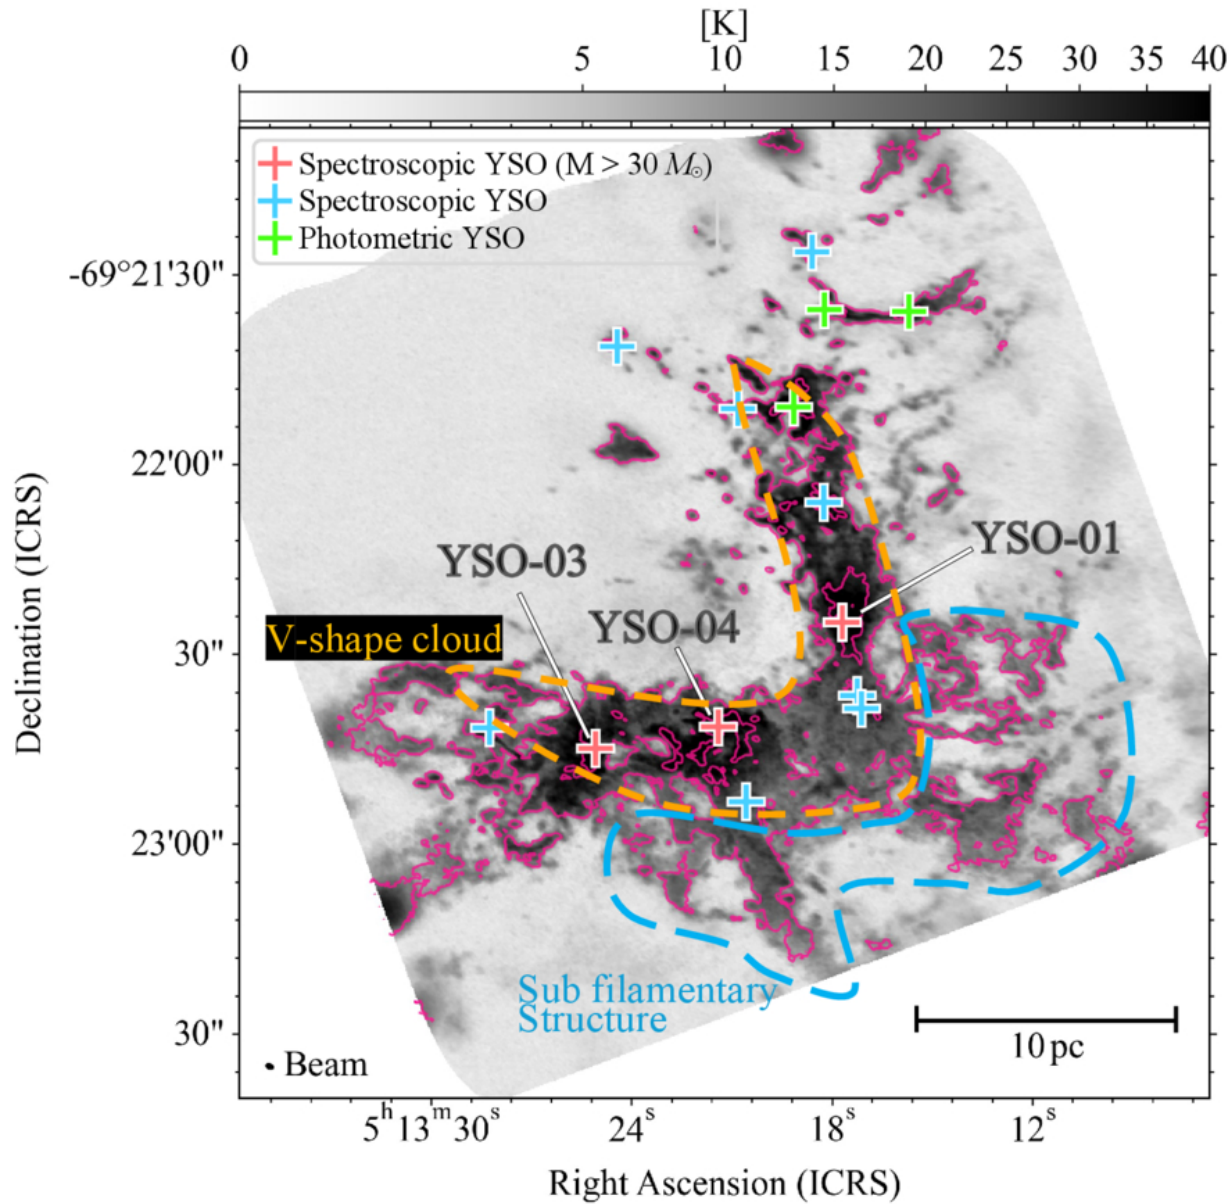 [K]
0 5 10 15 20 25 30 35 40
Spectroscopic YSO (M > 30 M☉)
Spectroscopic YSO
Photometric YSO
-69°21'30"
22'00"
YSO-01
YSO-03
YSO-04
V-shape cloud
30"
23'00"
Sub filamentary
Structure
30"
10 pc
Beam
5ʰ13ᵐ30ˢ 24ˢ 18ˢ 12ˢ
Right Ascension (ICRS)
Declination (ICRS)